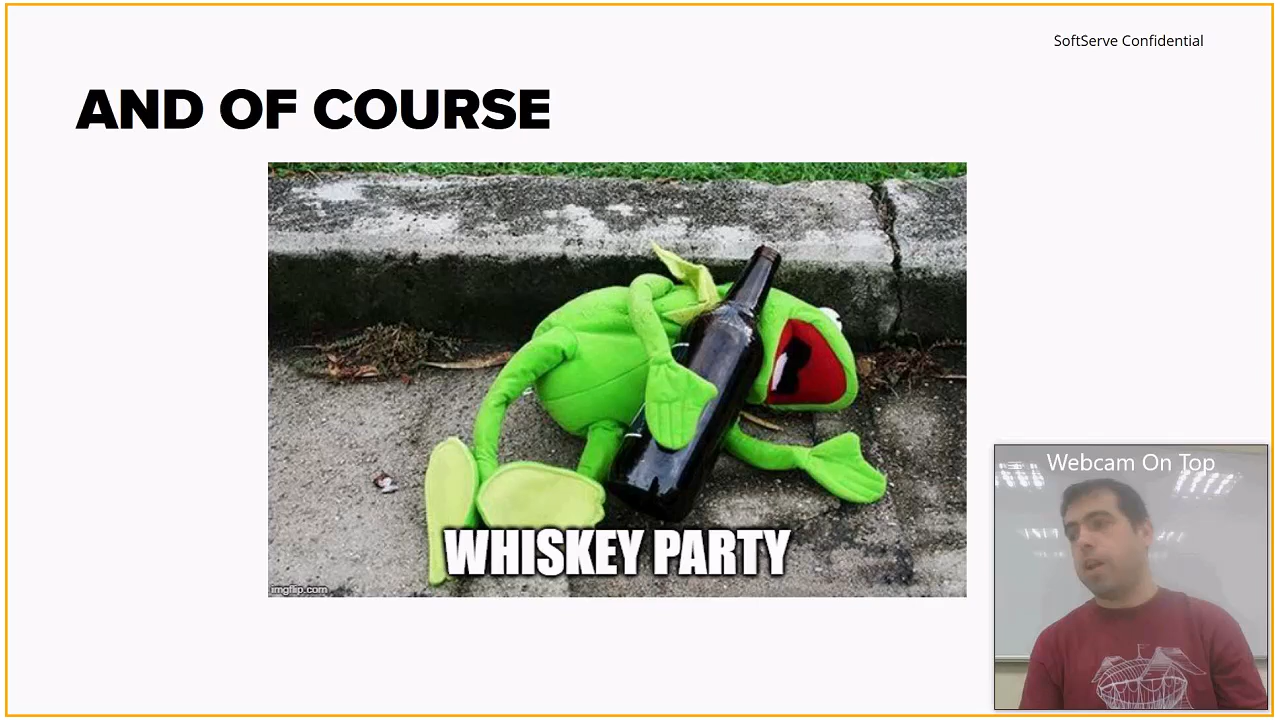 SoftServe Confidential
AND OF COURSE
WHISKEY PARTY
imgflip.com
Webcam On Top